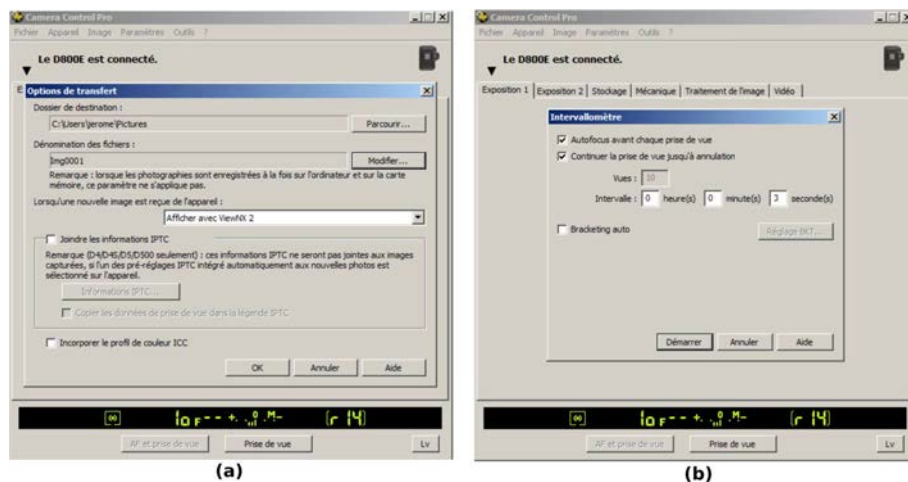 Camera Control Pro
Fichier Appareil Image Paramètres Outils ?
Le D800E est connecté.
E
Options de transfert
Dossier de destination :
C:\Users\jerome\Pictures
Parcourir...
Dénomination des fichiers :
Img0001
Modifier...
Remarque : lorsque les photographies sont enregistrées à la fois sur l'ordinateur et sur la carte
mémoire, ce paramètre ne s'applique pas.
Lorsqu'une nouvelle image est reçue de l'appareil :
Afficher avec ViewNX 2
Joindre les informations IPTC
Remarque (D4/D4S/D5/D500 seulement) : ces informations IPTC ne seront pas jointes aux images
capturées, si l'un des pré-réglages IPTC intégré automatiquement aux nouvelles photos est
sélectionné sur l'appareil.
Informations IPTC...
Copier les données de prise de vue dans la légende IPTC
Incorporer le profil de couleur ICC
OK Annuler Aide
AF et prise de vue Prise de vue Lv
(a)
Camera Control Pro
Fichier Appareil Image Paramètres Outils ?
Le D800E est connecté.
Exposition 1 Exposition 2 Stockage Mécanique Traitement de l'image Vidéo
Intervallomètre
Autofocus avant chaque prise de vue
Continuer la prise de vue jusqu'à annulation
Vues : 10
Intervalle : 0 heure(s) 0 minute(s) 3 seconde(s)
Bracketing auto
Réglage BKT...
Démarrer Annuler Aide
AF et prise de vue Prise de vue Lv
(b)